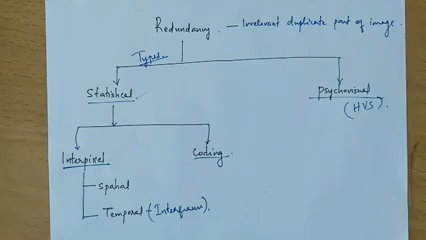 Redundancy - Irrelevant duplicate part of image.
Types
Statistical
Psychovisual
(HVS).
Interpixel
Coding.
Spatial
Temporal (Interframe).